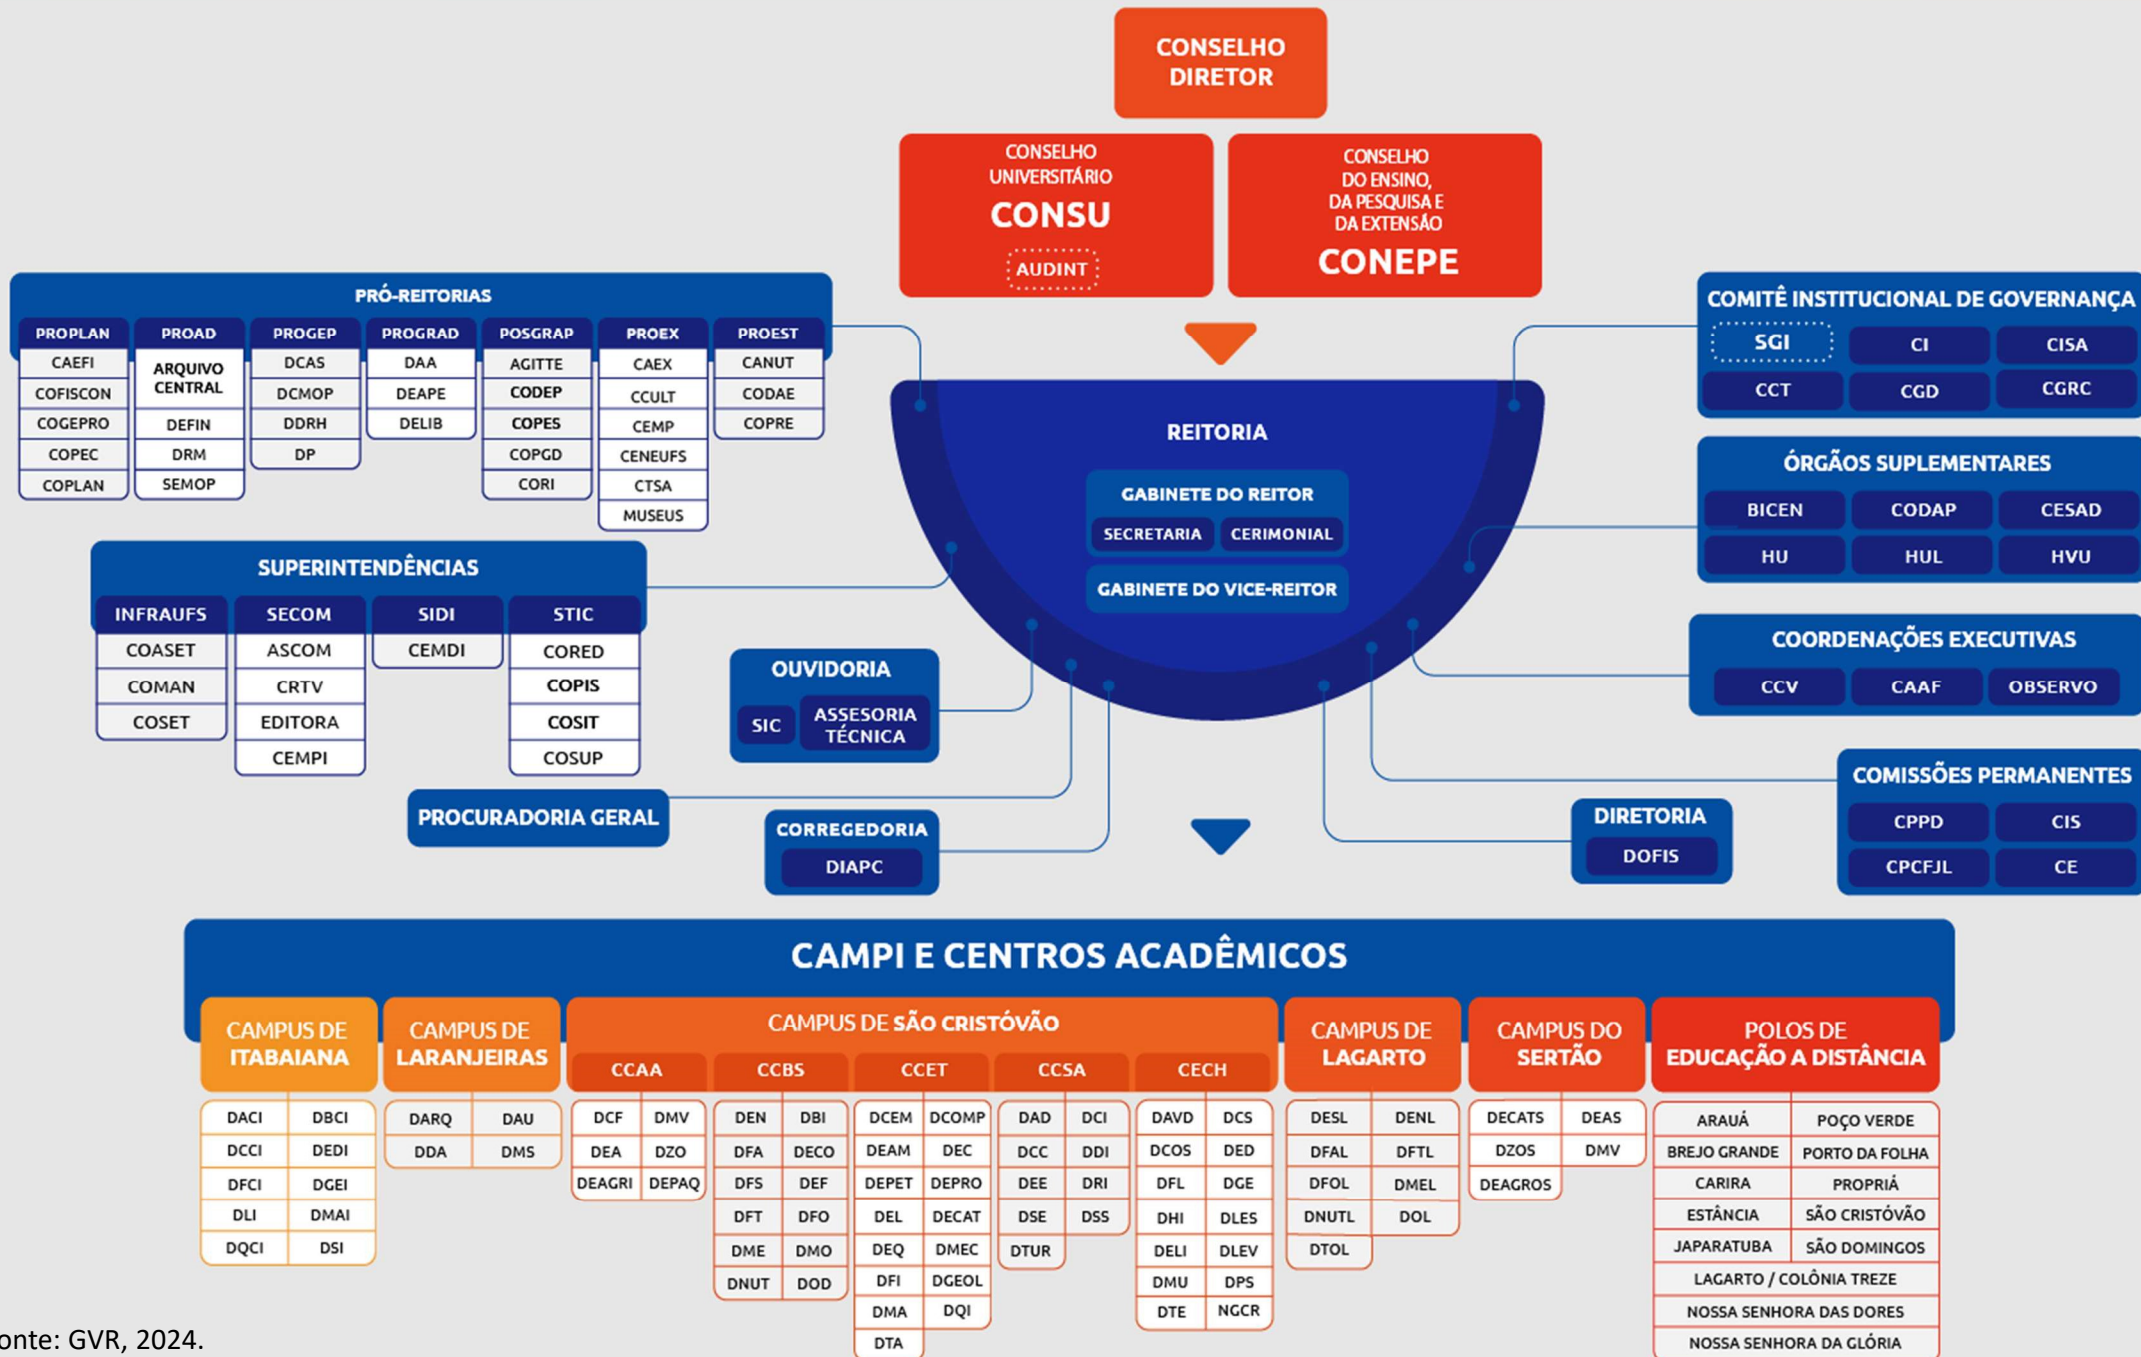 CONSELHO
DIRETOR
CONSELHO
UNIVERSITÁRIO
CONSU
AUDINT
CONSELHO
DO ENSINO,
DA PESQUISA E
DA EXTENSÃO
CONEPE
PRÓ-REITORIAS
PROPLAN
CAEFI
COFISCON
COGEPRO
COPEC
COPLAN
PROAD
ARQUIVO
CENTRAL
DEFIN
DRM
SEMOP
PROGEP
DCAS
DCMOP
DDRH
DP
PROGRAD
DAA
DEAPE
DELIB
POSGRAP
AGITTE
CODEP
COPES
COPGD
CORI
PROEX
CAEX
CCULT
CEMP
CENEUFS
CTSA
MUSEUS
PROEST
CANUT
CODAE
COPRE
SUPERINTENDÊNCIAS
INFRAUFS
COASET
COMAN
COSET
SECOM
ASCOM
CRTV
EDITORA
CEMPI
SIDI
CEMDI
STIC
CORED
COPIS
COSIT
COSUP
REITORIA
GABINETE DO REITOR
SECRETARIA CERIMONIAL
GABINETE DO VICE-REITOR
COMITÊ INSTITUCIONAL DE GOVERNANÇA
SGI CI CISA
CCT CGD CGRC
ÓRGÃOS SUPLEMENTARES
BICEN CODAP CESAD
HU HUL HVU
COORDENAÇÕES EXECUTIVAS
CCV CAAF OBSERVO
OUVIDORIA
SIC
ASSESORIA
TÉCNICA
PROCURADORIA GERAL
CORREGEDORIA
DIAPC
DIRETORIA
DOFIS
COMISSÕES PERMANENTES
CPPD CIS
CPCFJL CE
CAMPI E CENTROS ACADÊMICOS
CAMPUS DE
ITABAIANA
DACI DBCI
DCCI DEDI
DFCI DGEI
DLI DMAI
DQCI DSI
CAMPUS DE
LARANJEIRAS
DARQ DAU
DDA DMS
CAMPUS DE SÃO CRISTÓVÃO
CCAA
DCF DMV
DEA DZO
DEAGRI DEPAQ
CCBS
DEN DBI
DFA DECO
DFS DEF
DFT DFO
DME DMO
DNUT DOD
CCET
DCEM DCOMP
DEAM DEC
DEPET DEPRO
DEL DECAT
DEQ DMEC
DFI DGEOL
DMA DQI
DTA
CCSA
DAD DCI
DCC DDI
DEE DRI
DSE DSS
DTUR
CECH
DAVD DCS
DCOS DED
DFL DGE
DHI DLES
DELI DLEV
DMU DPS
DTE NGCR
CAMPUS DE
LAGARTO
DESL DENL
DFAL DFTL
DFOL DMEL
DNUTL DOL
DTOL
CAMPUS DO
SERTÃO
DECATS DEAS
DZOS DMV
DEAGROS
POLOS DE
EDUCAÇÃO A DISTÂNCIA
ARAUÁ POÇO VERDE
BREJO GRANDE PORTO DA FOLHA
CARIRA PROPRIÁ
ESTÂNCIA SÃO CRISTÓVÃO
JAPARATUBA SÃO DOMINGOS
LAGARTO / COLÔNIA TREZE
NOSSA SENHORA DAS DORES
NOSSA SENHORA DA GLÓRIA
onte: GVR, 2024.